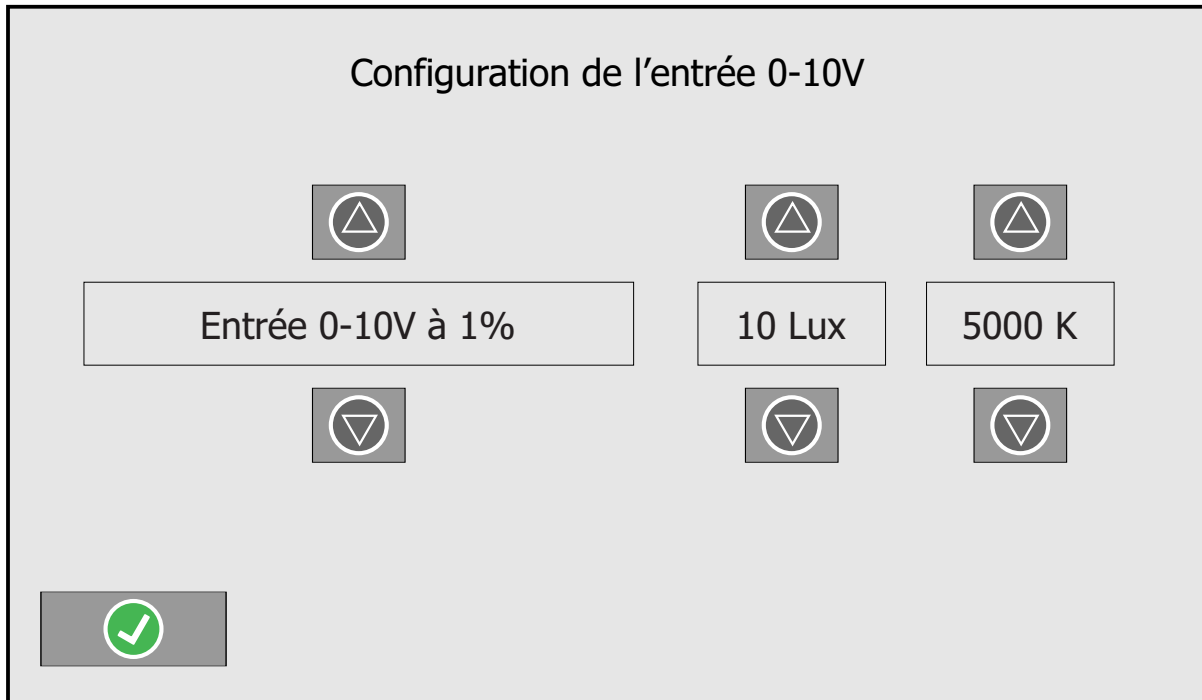 Configuration de l’entrée 0-10V
Entrée 0-10V à 1%
10 Lux
5000 K